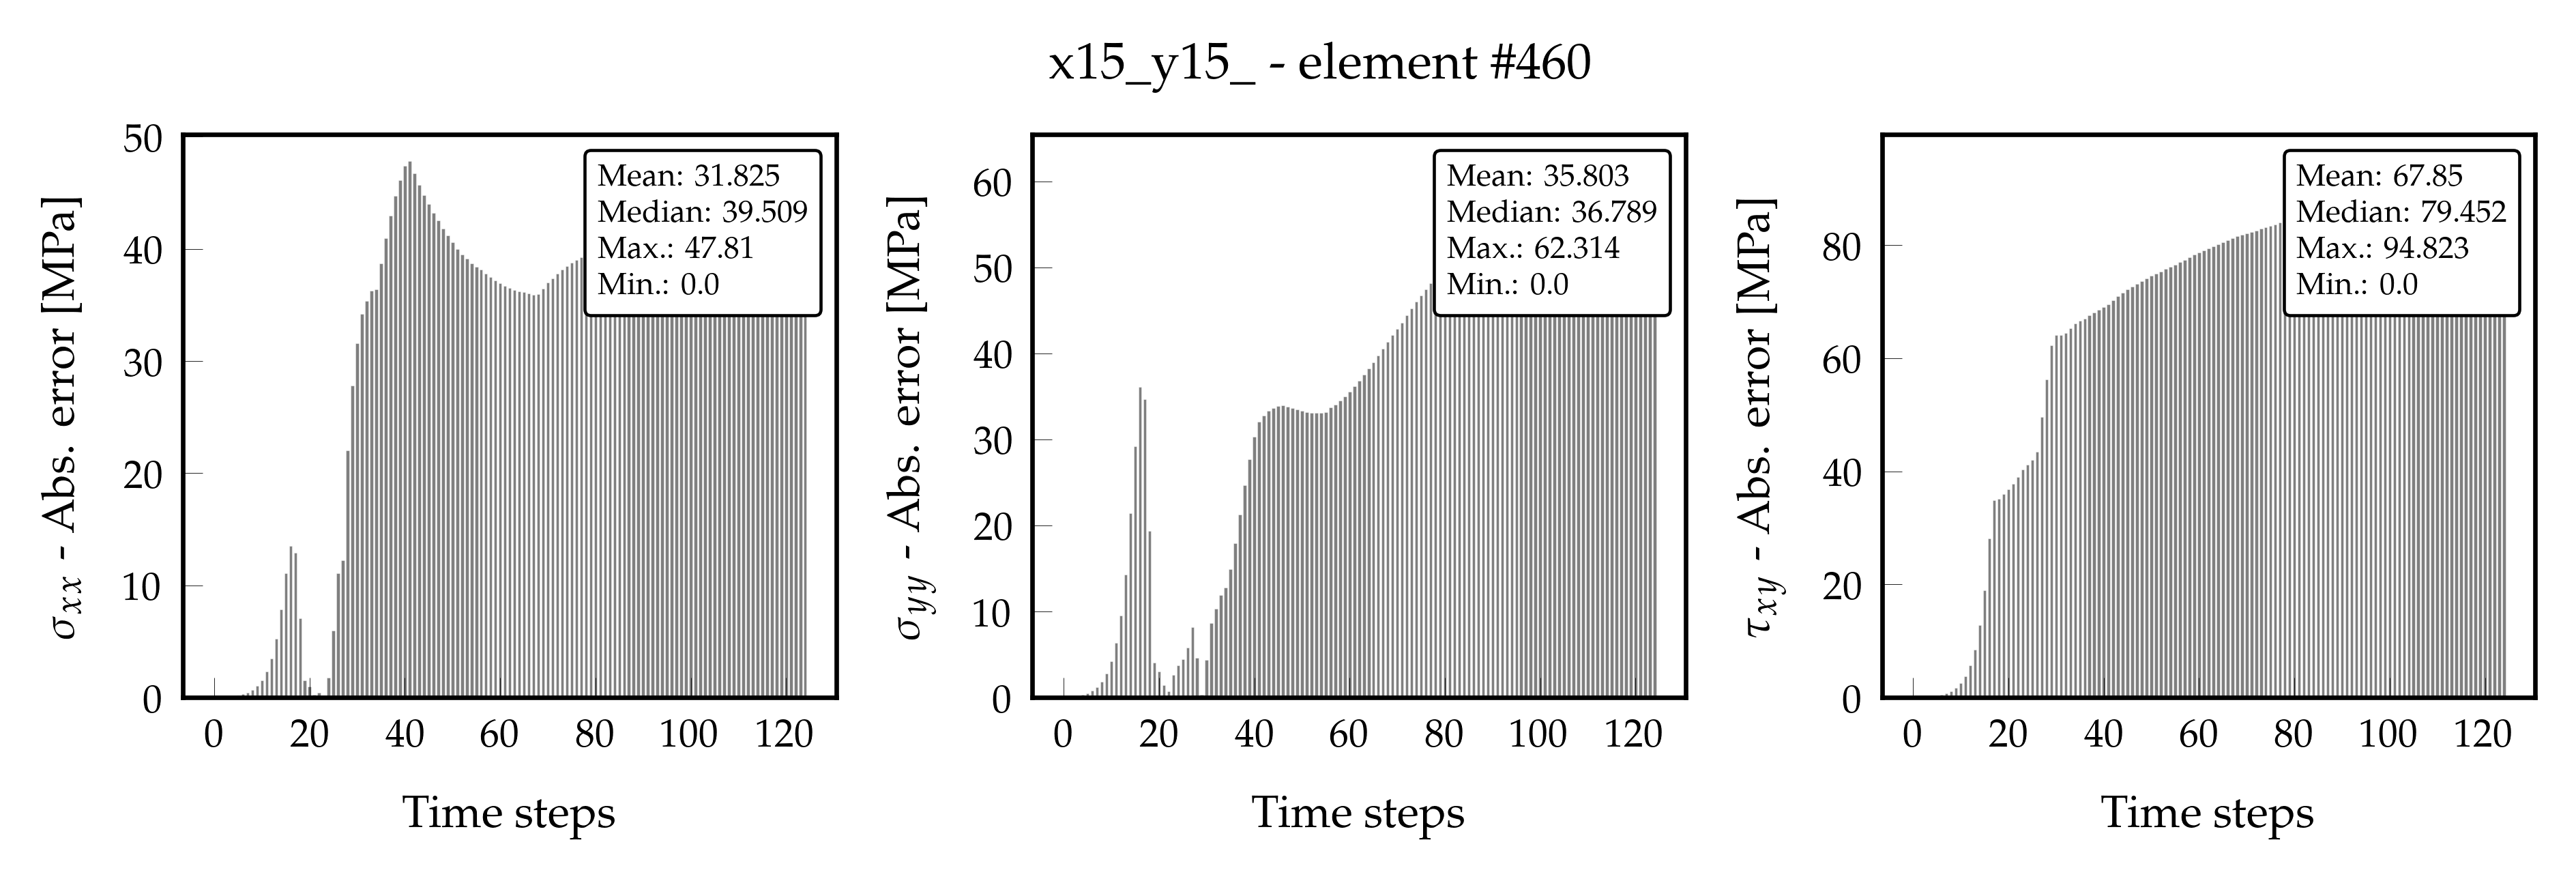 x15_y15_ - element #460
σxx - Abs. error [MPa]
50
40
30
20
10
0
Mean: 31.825
Median: 39.509
Max.: 47.81
Min.: 0.0
0 20 40 60 80 100 120
Time steps
σyy - Abs. error [MPa]
60
50
40
30
20
10
0
Mean: 35.803
Median: 36.789
Max.: 62.314
Min.: 0.0
0 20 40 60 80 100 120
Time steps
τxy - Abs. error [MPa]
80
60
40
20
0
Mean: 67.85
Median: 79.452
Max.: 94.823
Min.: 0.0
0 20 40 60 80 100 120
Time steps